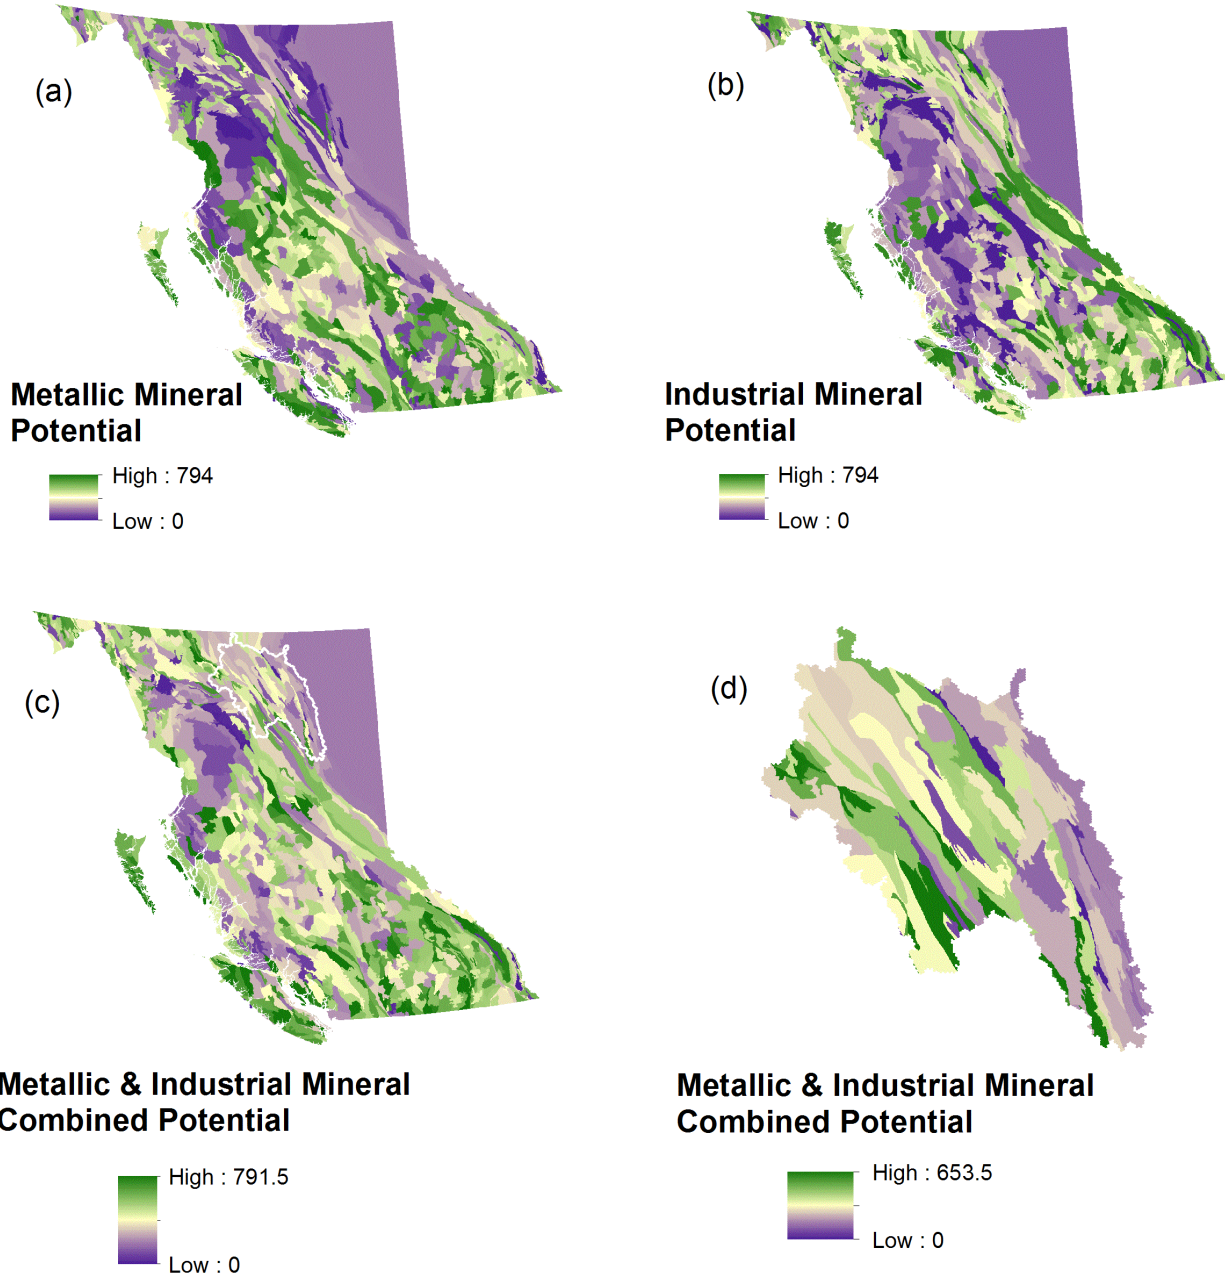 (a)
Metallic Mineral
Potential
High : 794
Low : 0
(b)
Industrial Mineral
Potential
High : 794
Low : 0
(c)
Metallic & Industrial Mineral
Combined Potential
High : 791.5
Low : 0
(d)
Metallic & Industrial Mineral
Combined Potential
High : 653.5
Low : 0